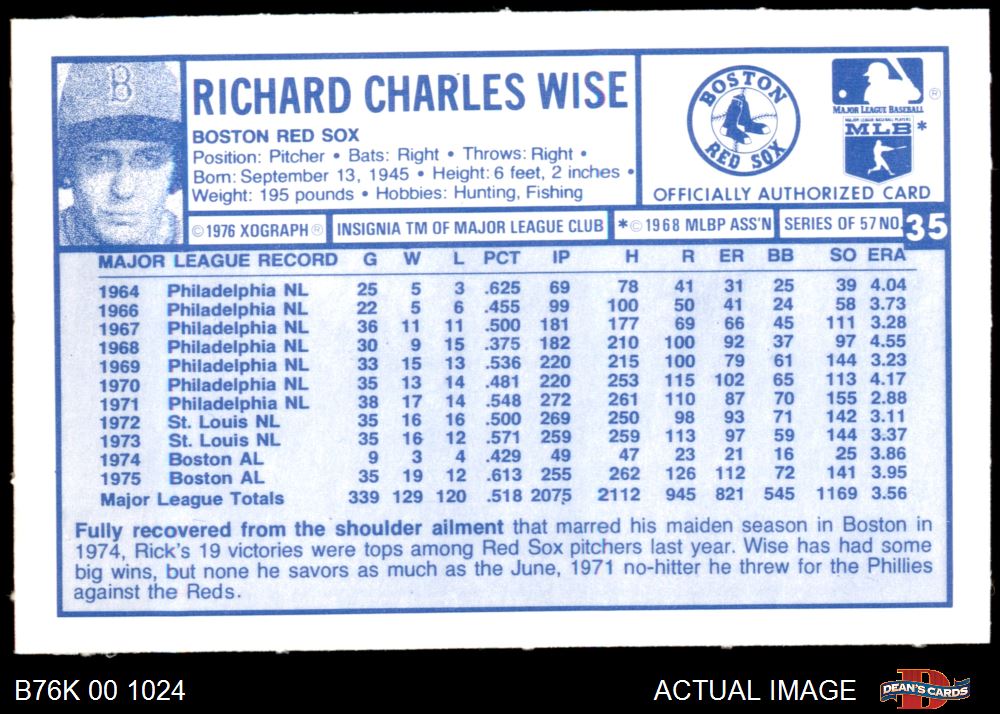 B
RICHARD CHARLES WISE
BOSTON RED SOX
Position: Pitcher • Bats: Right • Throws: Right •
Born: September 13, 1945 • Height: 6 feet, 2 inches •
Weight: 195 pounds • Hobbies: Hunting, Fishing
BOSTON
RED SOX
MAJOR LEAGUE BASEBALL ®
MAJOR LEAGUE BASEBALL PLAYERS
MLB *
OFFICIALLY AUTHORIZED CARD
© 1976 XOGRAPH ® INSIGNIA TM OF MAJOR LEAGUE CLUB *© 1968 MLBP ASS'N SERIES OF 57 NO. 35
MAJOR LEAGUE RECORD G W L PCT IP H R ER BB SO ERA
1964 Philadelphia NL 25 5 3 .625 69 78 41 31 25 39 4.04
1966 Philadelphia NL 22 5 6 .455 99 100 50 41 24 58 3.73
1967 Philadelphia NL 36 11 11 .500 181 177 69 66 45 111 3.28
1968 Philadelphia NL 30 9 15 .375 182 210 100 92 37 97 4.55
1969 Philadelphia NL 33 15 13 .536 220 215 100 79 61 144 3.23
1970 Philadelphia NL 35 13 14 .481 220 253 115 102 65 113 4.17
1971 Philadelphia NL 38 17 14 .548 272 261 110 87 70 155 2.88
1972 St. Louis NL 35 16 16 .500 269 250 98 93 71 142 3.11
1973 St. Louis NL 35 16 12 .571 259 259 113 97 59 144 3.37
1974 Boston AL 9 3 4 .429 49 47 23 21 16 25 3.86
1975 Boston AL 35 19 12 .613 255 262 126 112 72 141 3.95
Major League Totals 339 129 120 .518 2075 2112 945 821 545 1169 3.56
Fully recovered from the shoulder ailment that marred his maiden season in Boston in
1974, Rick's 19 victories were tops among Red Sox pitchers last year. Wise has had some
big wins, but none he savors as much as the June, 1971 no-hitter he threw for the Phillies
against the Reds.
B76K 00 1024
ACTUAL IMAGE
D
DEAN'S CARDS